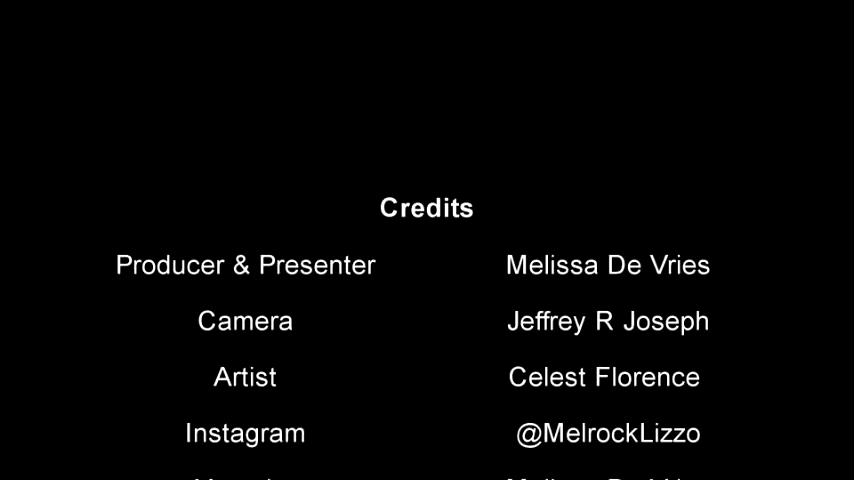 Credits
Producer & Presenter Melissa De Vries
Camera Jeffrey R Joseph
Artist Celest Florence
Instagram @MelrockLizzo